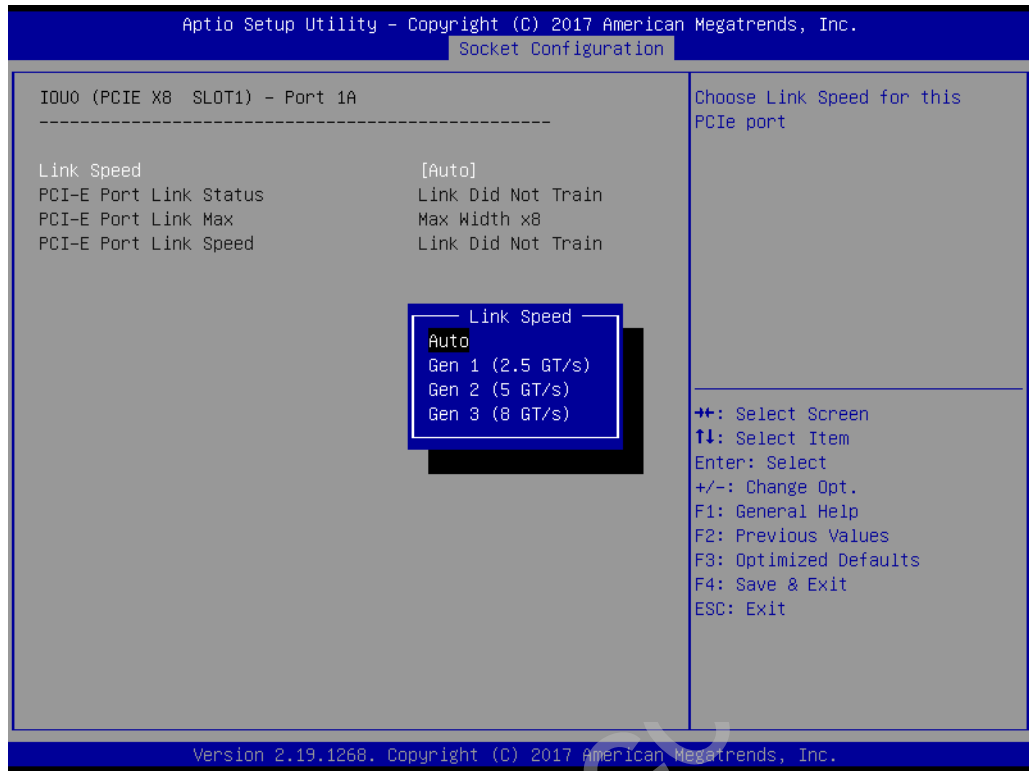 Aptio Setup Utility – Copyright (C) 2017 American Megatrends, Inc.
Socket Configuration
IOU0 (PCIE X8  SLOT1) – Port 1A
--------------------------------------------------
Link Speed [Auto]
PCI-E Port Link Status Link Did Not Train
PCI-E Port Link Max Max Width x8
PCI-E Port Link Speed Link Did Not Train
Link Speed
Auto
Gen 1 (2.5 GT/s)
Gen 2 (5 GT/s)
Gen 3 (8 GT/s)
Choose Link Speed for this
PCIe port
→←: Select Screen
↑↓: Select Item
Enter: Select
+/-: Change Opt.
F1: General Help
F2: Previous Values
F3: Optimized Defaults
F4: Save & Exit
ESC: Exit
Version 2.19.1268. Copyright (C) 2017 American Megatrends, Inc.